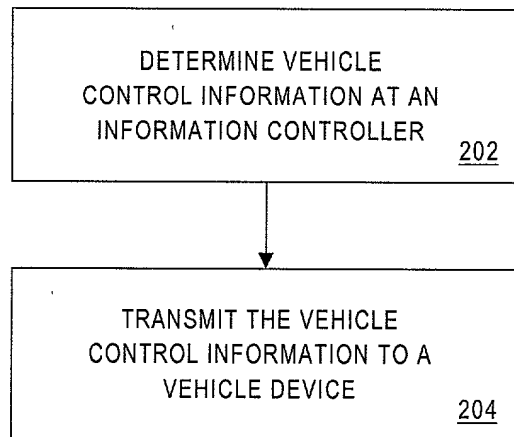 DETERMINE VEHICLE
CONTROL INFORMATION AT AN
INFORMATION CONTROLLER
202
TRANSMIT THE VEHICLE
CONTROL INFORMATION TO A
VEHICLE DEVICE
204